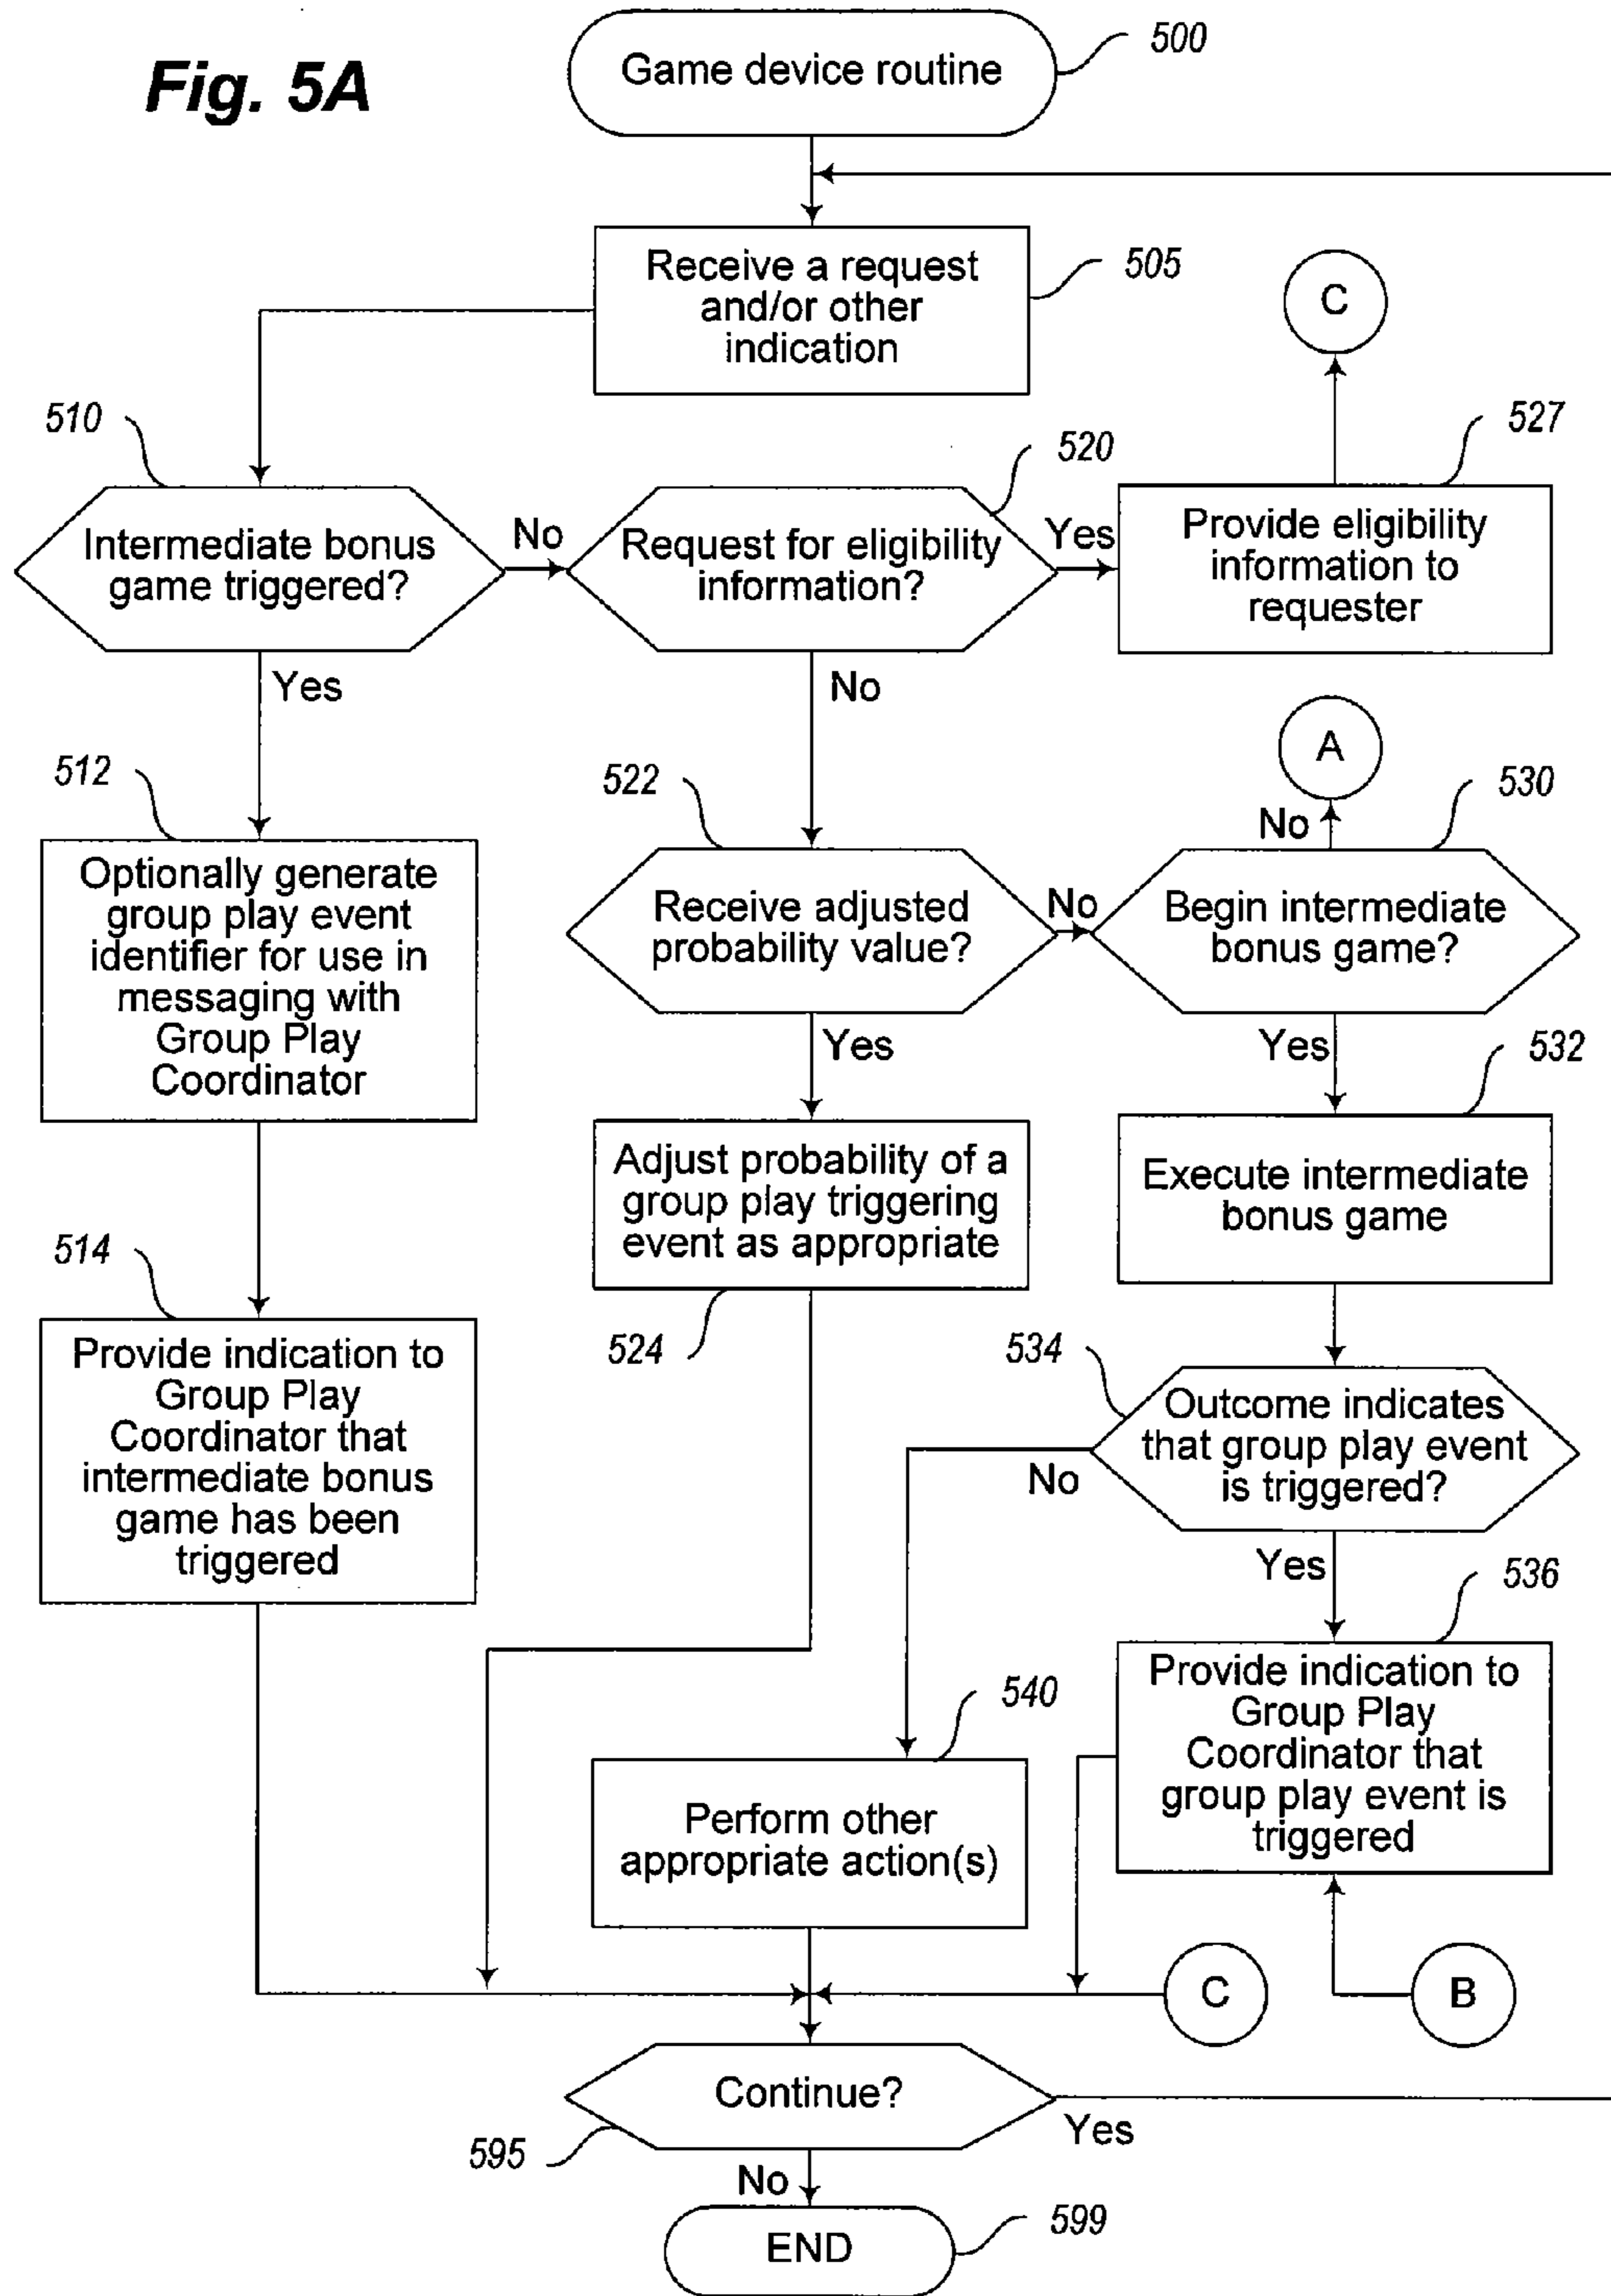 Fig. 5A
Game device routine
500
Receive a request
and/or other
indication
505
C
510
520
527
Intermediate bonus
game triggered?
No
Request for eligibility
information?
Yes
Provide eligibility
information to
requester
Yes
No
A
512
522
530
No
Optionally generate
group play event
identifier for use in
messaging with
Group Play
Coordinator
Receive adjusted
probability value?
No
Begin intermediate
bonus game?
Yes
Yes
532
Adjust probability of a
group play triggering
event as appropriate
Execute intermediate
bonus game
514
524
534
Provide indication to
Group Play
Coordinator that
intermediate bonus
game has been
triggered
Outcome indicates
that group play event
is triggered?
No
Yes
536
540
Provide indication to
Group Play
Coordinator that
group play event is
triggered
Perform other
appropriate action(s)
C
B
Continue?
Yes
595
No
END
599